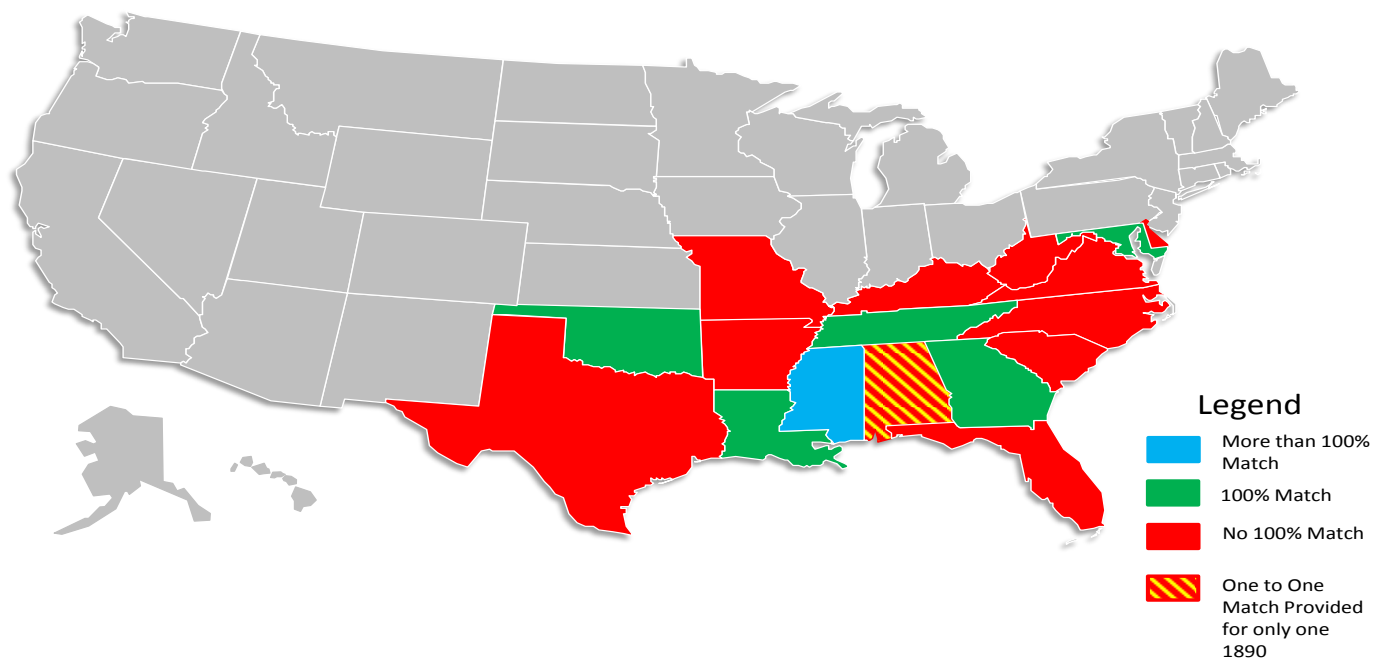 Legend
More than 100%
Match
100% Match
No 100% Match
One to One
Match Provided
for only one
1890